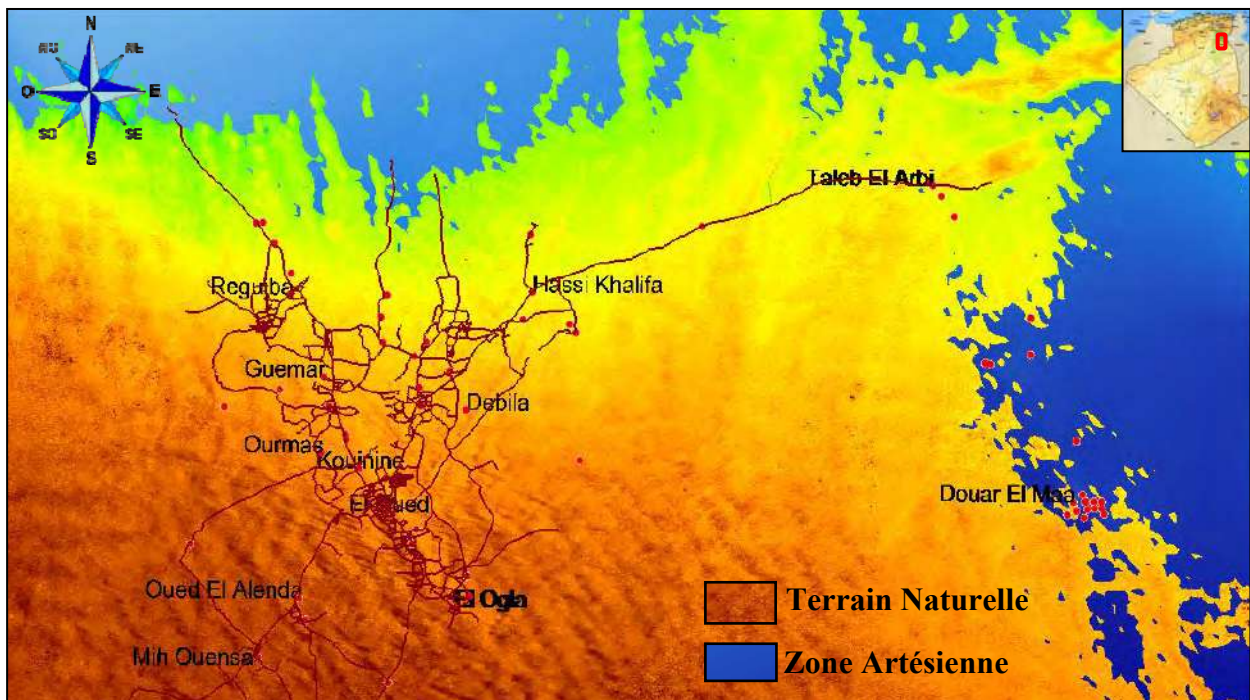 N
NE
O
E
SO
SE
S
Taleb El Arbi
Reguiba
Hassi Khalifa
Guemar
Debila
Ourmas
Kouinine
El Oued
Douar El Maa
Oued El Alenda
Ogla
Mih Ouensa
Terrain Naturelle
Zone Artésienne